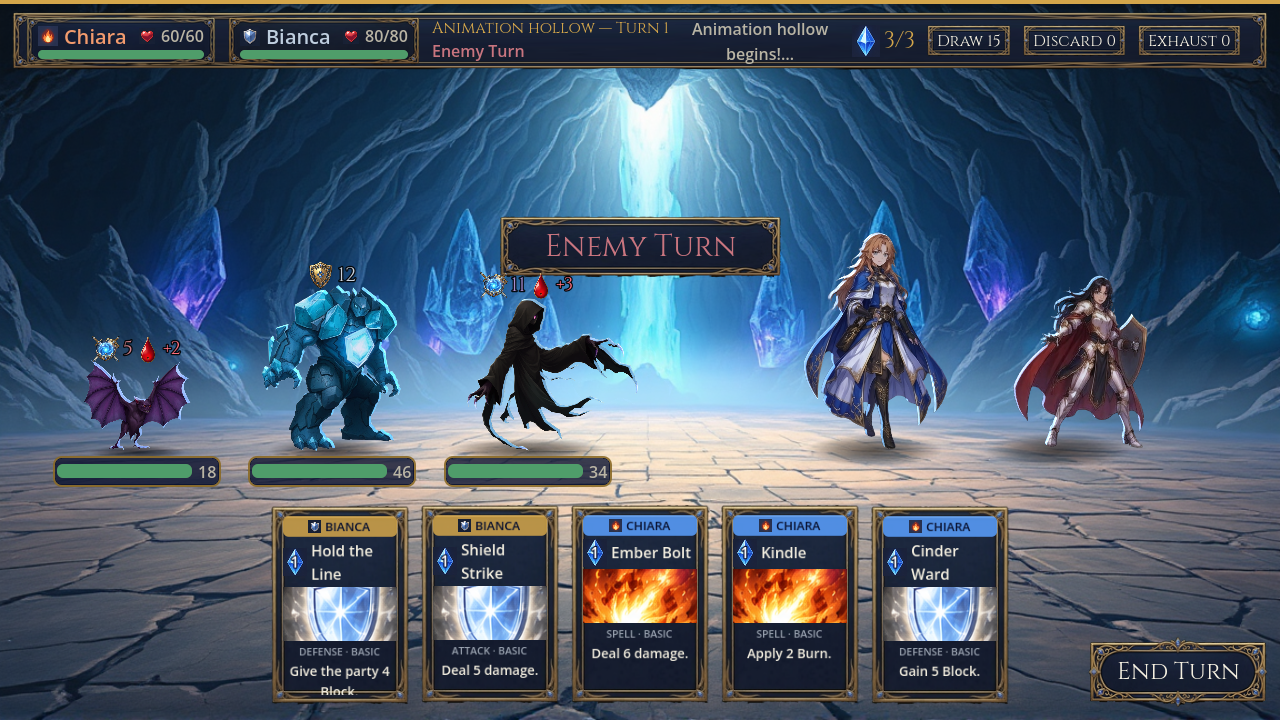 Chiara 60/60
Bianca 80/80
Animation hollow — Turn 1
Enemy Turn
Animation hollow
begins!...
3/3
Draw 15
Discard 0
Exhaust 0
Enemy Turn
12
11 +3
5 +2
18
46
34
BIANCA
1
Hold the
Line
DEFENSE · BASIC
Give the party 4
Block.
BIANCA
1
Shield
Strike
ATTACK · BASIC
Deal 5 damage.
CHIARA
1
Ember Bolt
SPELL · BASIC
Deal 6 damage.
CHIARA
1
Kindle
SPELL · BASIC
Apply 2 Burn.
CHIARA
1
Cinder
Ward
DEFENSE · BASIC
Gain 5 Block.
End Turn